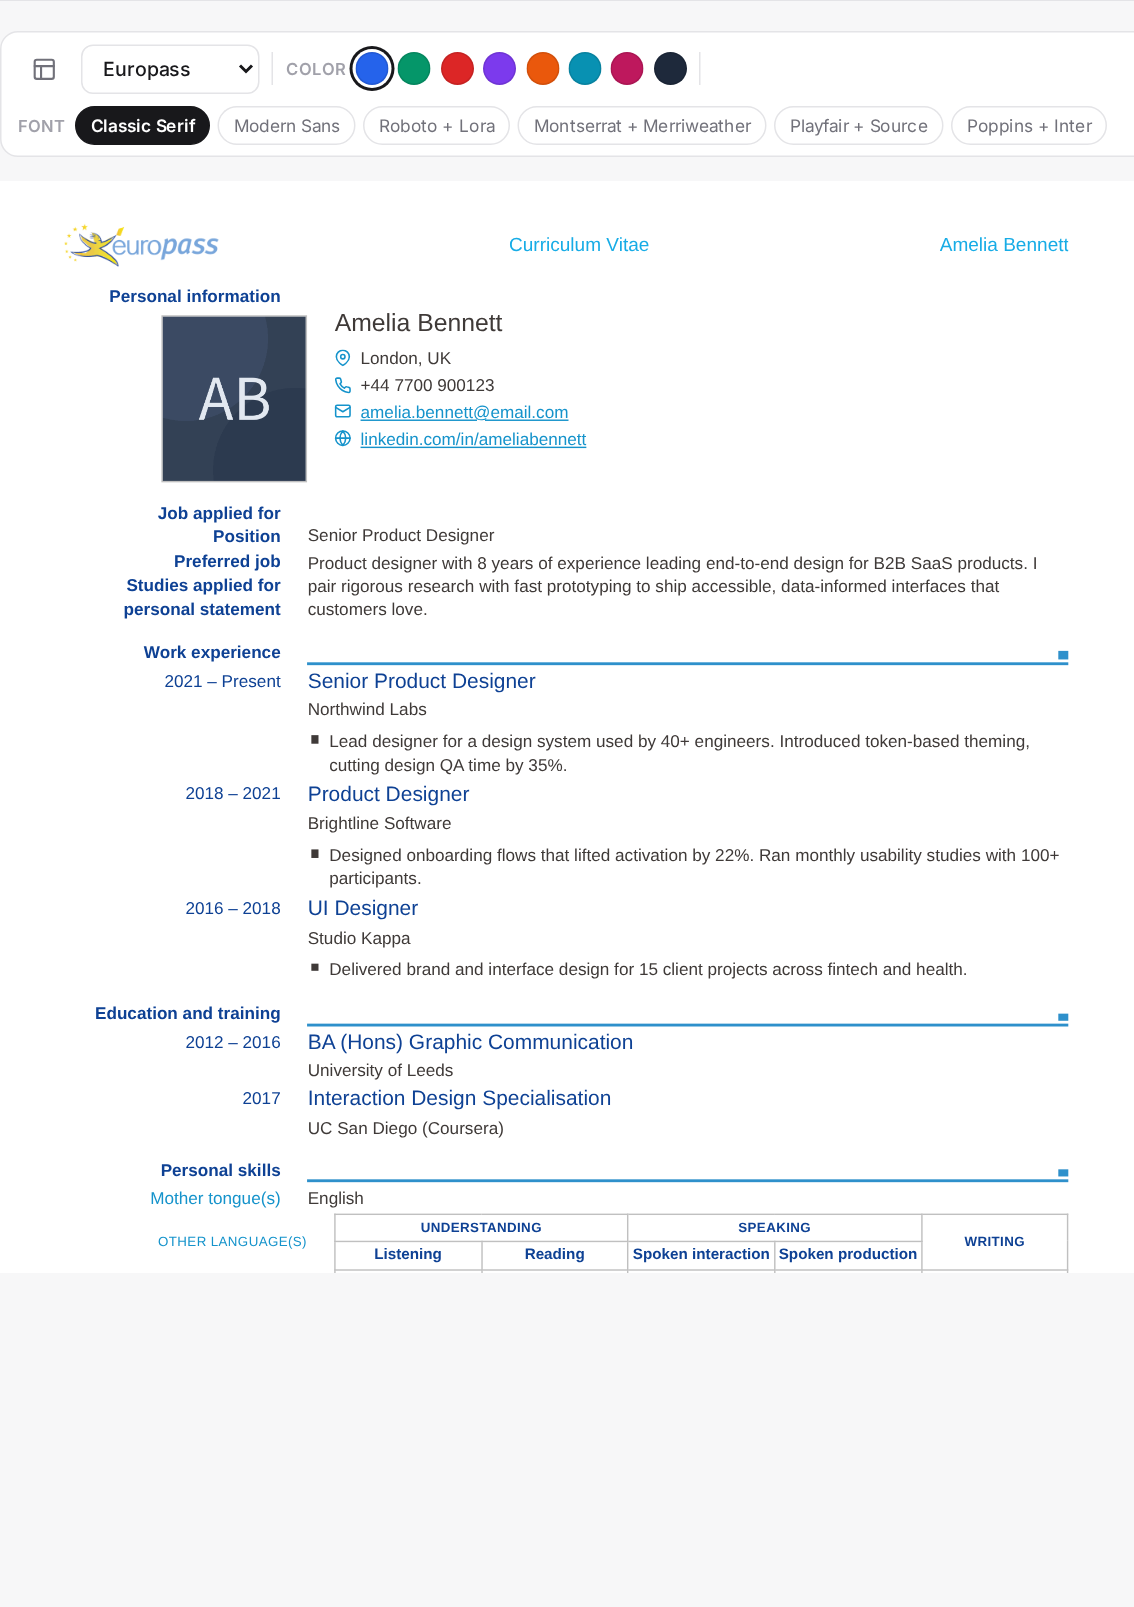 Europass
COLOR
FONT Classic Serif Modern Sans Roboto + Lora Montserrat + Merriweather Playfair + Source Poppins + Inter
europass Curriculum Vitae Amelia Bennett
Personal information
AB
Amelia Bennett
London, UK
+44 7700 900123
amelia.bennett@email.com
linkedin.com/in/ameliabennett
Job applied for
Position
Preferred job
Studies applied for
personal statement
Senior Product Designer
Product designer with 8 years of experience leading end-to-end design for B2B SaaS products. I
pair rigorous research with fast prototyping to ship accessible, data-informed interfaces that
customers love.
Work experience
2021 – Present Senior Product Designer
Northwind Labs
Lead designer for a design system used by 40+ engineers. Introduced token-based theming,
cutting design QA time by 35%.
2018 – 2021 Product Designer
Brightline Software
Designed onboarding flows that lifted activation by 22%. Ran monthly usability studies with 100+
participants.
2016 – 2018 UI Designer
Studio Kappa
Delivered brand and interface design for 15 client projects across fintech and health.
Education and training
2012 – 2016 BA (Hons) Graphic Communication
University of Leeds
2017 Interaction Design Specialisation
UC San Diego (Coursera)
Personal skills
Mother tongue(s) English
OTHER LANGUAGE(S)
UNDERSTANDING SPEAKING WRITING
Listening Reading Spoken interaction Spoken production